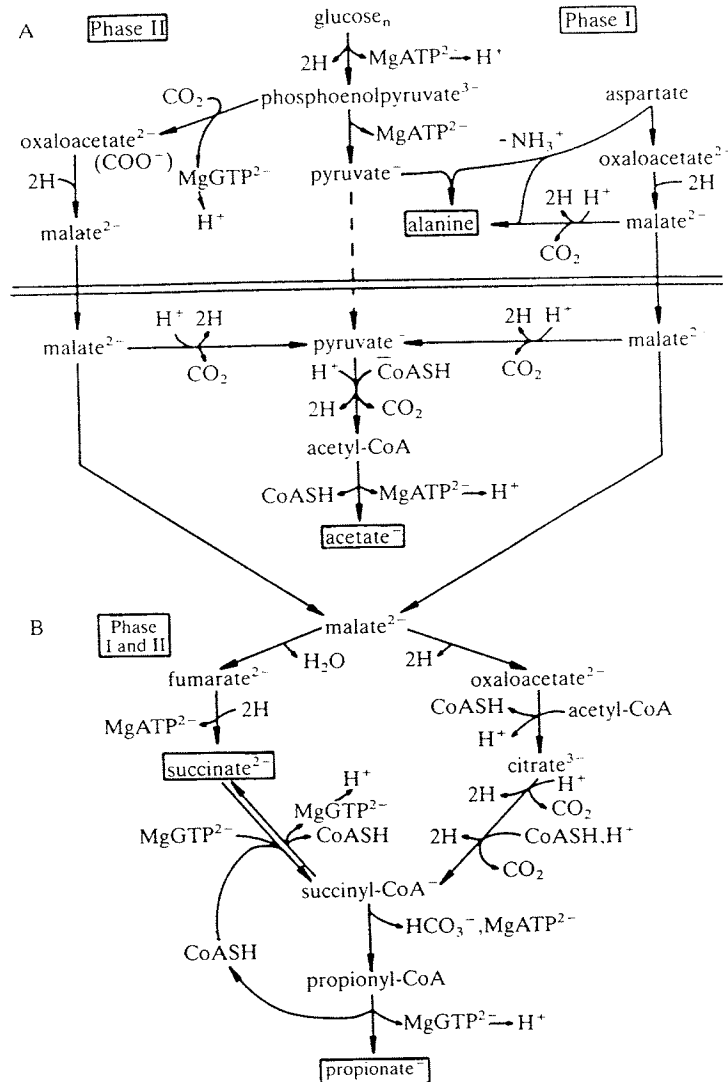 A
Phase II
glucoseₙ
Phase I
2H MgATP²⁻ H⁺
CO₂ phosphoenolpyruvate³⁻ aspartate
oxaloacetate²⁻ MgATP²⁻ -NH₃⁺
(COO⁻) oxaloacetate²⁻
2H MgGTP²⁻ pyruvate⁻ 2H
H⁺ alanine 2H H⁺ malate²⁻
malate²⁻ CO₂
H⁺ 2H 2H H⁺
malate²⁻ pyruvate⁻ malate²⁻
CO₂ H⁺ CoASH CO₂
2H CO₂
acetyl-CoA
CoASH MgATP²⁻ H⁺
acetate⁻
B
Phase
I and II
malate²⁻
H₂O 2H
fumarate²⁻ oxaloacetate²⁻
MgATP²⁻ 2H CoASH acetyl-CoA
H⁺
succinate²⁻ citrate³⁻
H⁺ 2H H⁺
MgGTP²⁻ CO₂
MgGTP²⁻ CoASH 2H CoASH,H⁺
CO₂
succinyl-CoA⁻
HCO₃⁻,MgATP²⁻
CoASH
propionyl-CoA
MgGTP²⁻ H⁺
propionate⁻